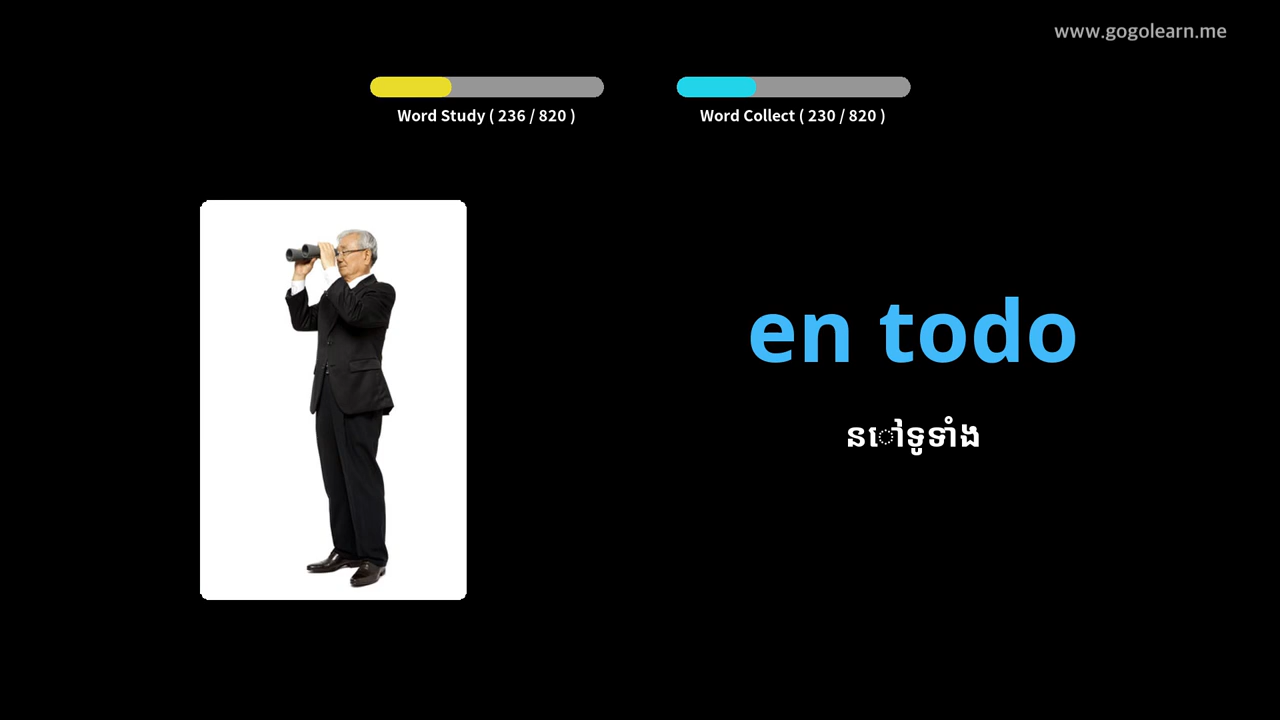 www.gogolearn.me
Word Study ( 236 / 820 )
Word Collect ( 230 / 820 )
en todo
នៅទូទាំង